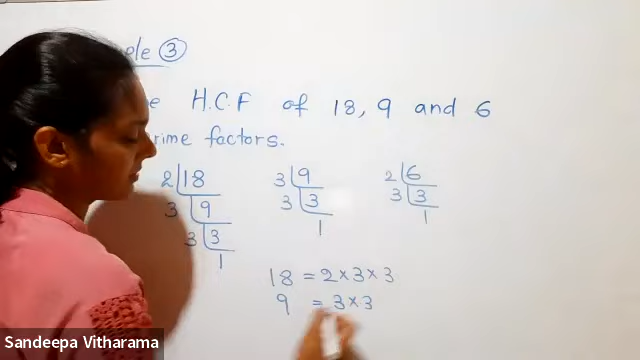 ple 3
e H.C.F of 18, 9 and 6
rime factors.
2 18 3 9 2 6
3 9 3 3 3 3
3 3 1 1
1
18 = 2 × 3 × 3
9 = 3 × 3
Sandeepa Vitharama